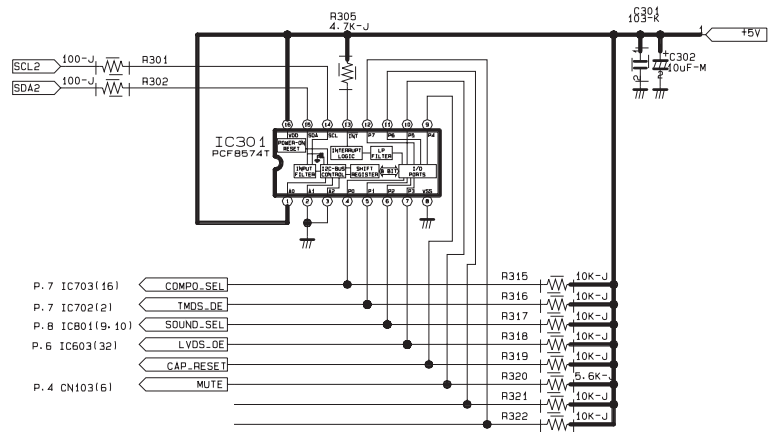 R305
4.7K-J
C301
103-K
1
+5V
+
C302
10uF-M
2
2
SCL2
100-J
R301
SDA2
100-J
R302
IC301
PCF8574T
16 15 14 13 12 11 10 9
VDD SDA SCL INT P7 P6 P5 P4
POWER-ON
RESET
INTERRUPT
LOGIC
LP
FILTER
INPUT
FILTER
I2C-BUS
CONTROL
SHIFT
REGISTER
8 BIT
I/O
PORTS
A0 A1 A2 P0 P1 P2 P3 VSS
1 2 3 4 5 6 7 8
P.7 IC703(16) COMPO_SEL R315 10K-J
P.7 IC702(2) TMDS_DE R316 10K-J
P.8 IC801(9,10) SOUND_SEL R317 10K-J
P.6 IC603(32) LVDS_DE R318 10K-J
CAP_RESET R319 10K-J
P.4 CN103(6) MUTE R320 5.6K-J
R321 10K-J
R322 10K-J